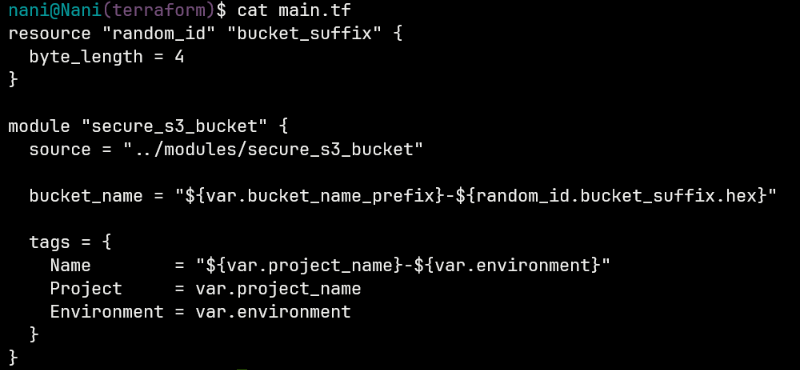 nani@Nani(terraform)$ cat main.tf
resource "random_id" "bucket_suffix" {
  byte_length = 4
}

module "secure_s3_bucket" {
  source = "../modules/secure_s3_bucket"

  bucket_name = "${var.bucket_name_prefix}-${random_id.bucket_suffix.hex}"

  tags = {
    Name        = "${var.project_name}-${var.environment}"
    Project     = var.project_name
    Environment = var.environment
  }
}